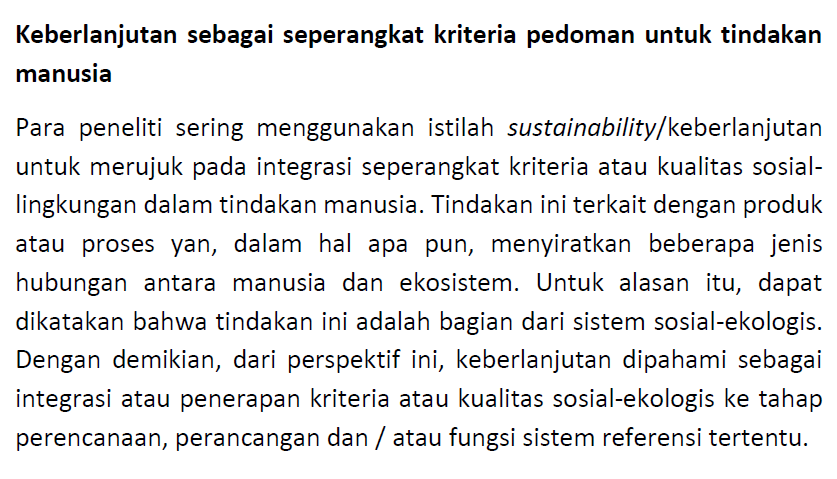 Keberlanjutan sebagai seperangkat kriteria pedoman untuk tindakan
manusia
Para peneliti sering menggunakan istilah sustainability/keberlanjutan
untuk merujuk pada integrasi seperangkat kriteria atau kualitas sosial-
lingkungan dalam tindakan manusia. Tindakan ini terkait dengan produk
atau proses yan, dalam hal apa pun, menyiratkan beberapa jenis
hubungan antara manusia dan ekosistem. Untuk alasan itu, dapat
dikatakan bahwa tindakan ini adalah bagian dari sistem sosial-ekologis.
Dengan demikian, dari perspektif ini, keberlanjutan dipahami sebagai
integrasi atau penerapan kriteria atau kualitas sosial-ekologis ke tahap
perencanaan, perancangan dan / atau fungsi sistem referensi tertentu.